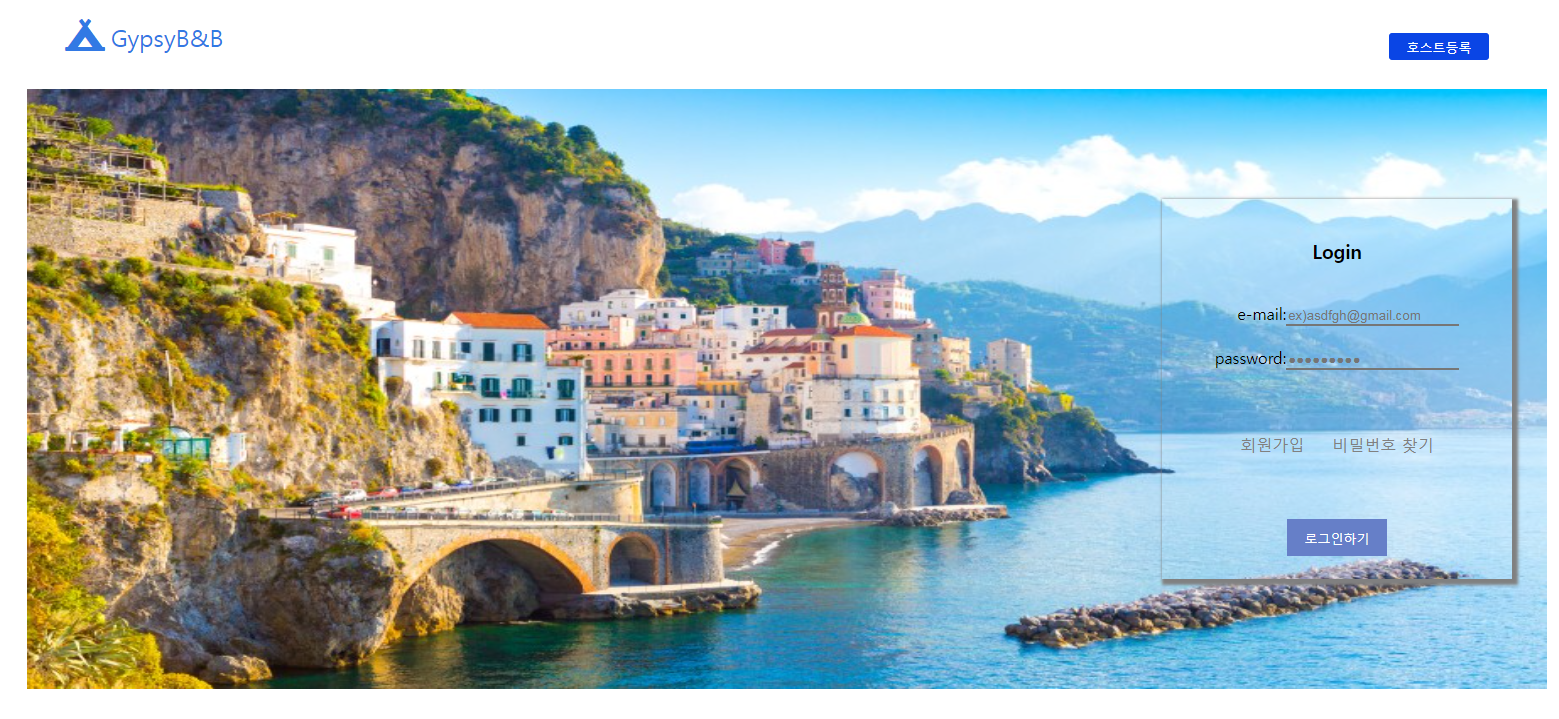 GypsyB&B
호스트등록
Login
e-mail: ex)asdfgh@gmail.com
password: •••••••••
회원가입 비밀번호 찾기
로그인하기